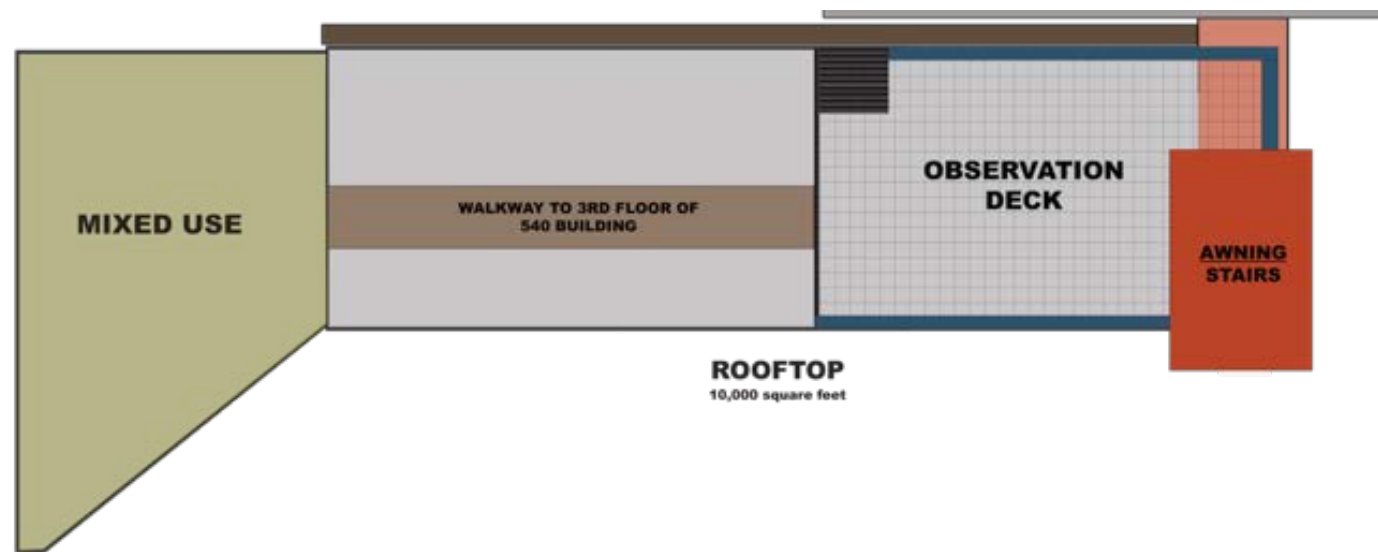 MIXED USE
WALKWAY TO 3RD FLOOR OF
540 BUILDING
OBSERVATION
DECK
AWNING
STAIRS
ROOFTOP
10,000 square feet